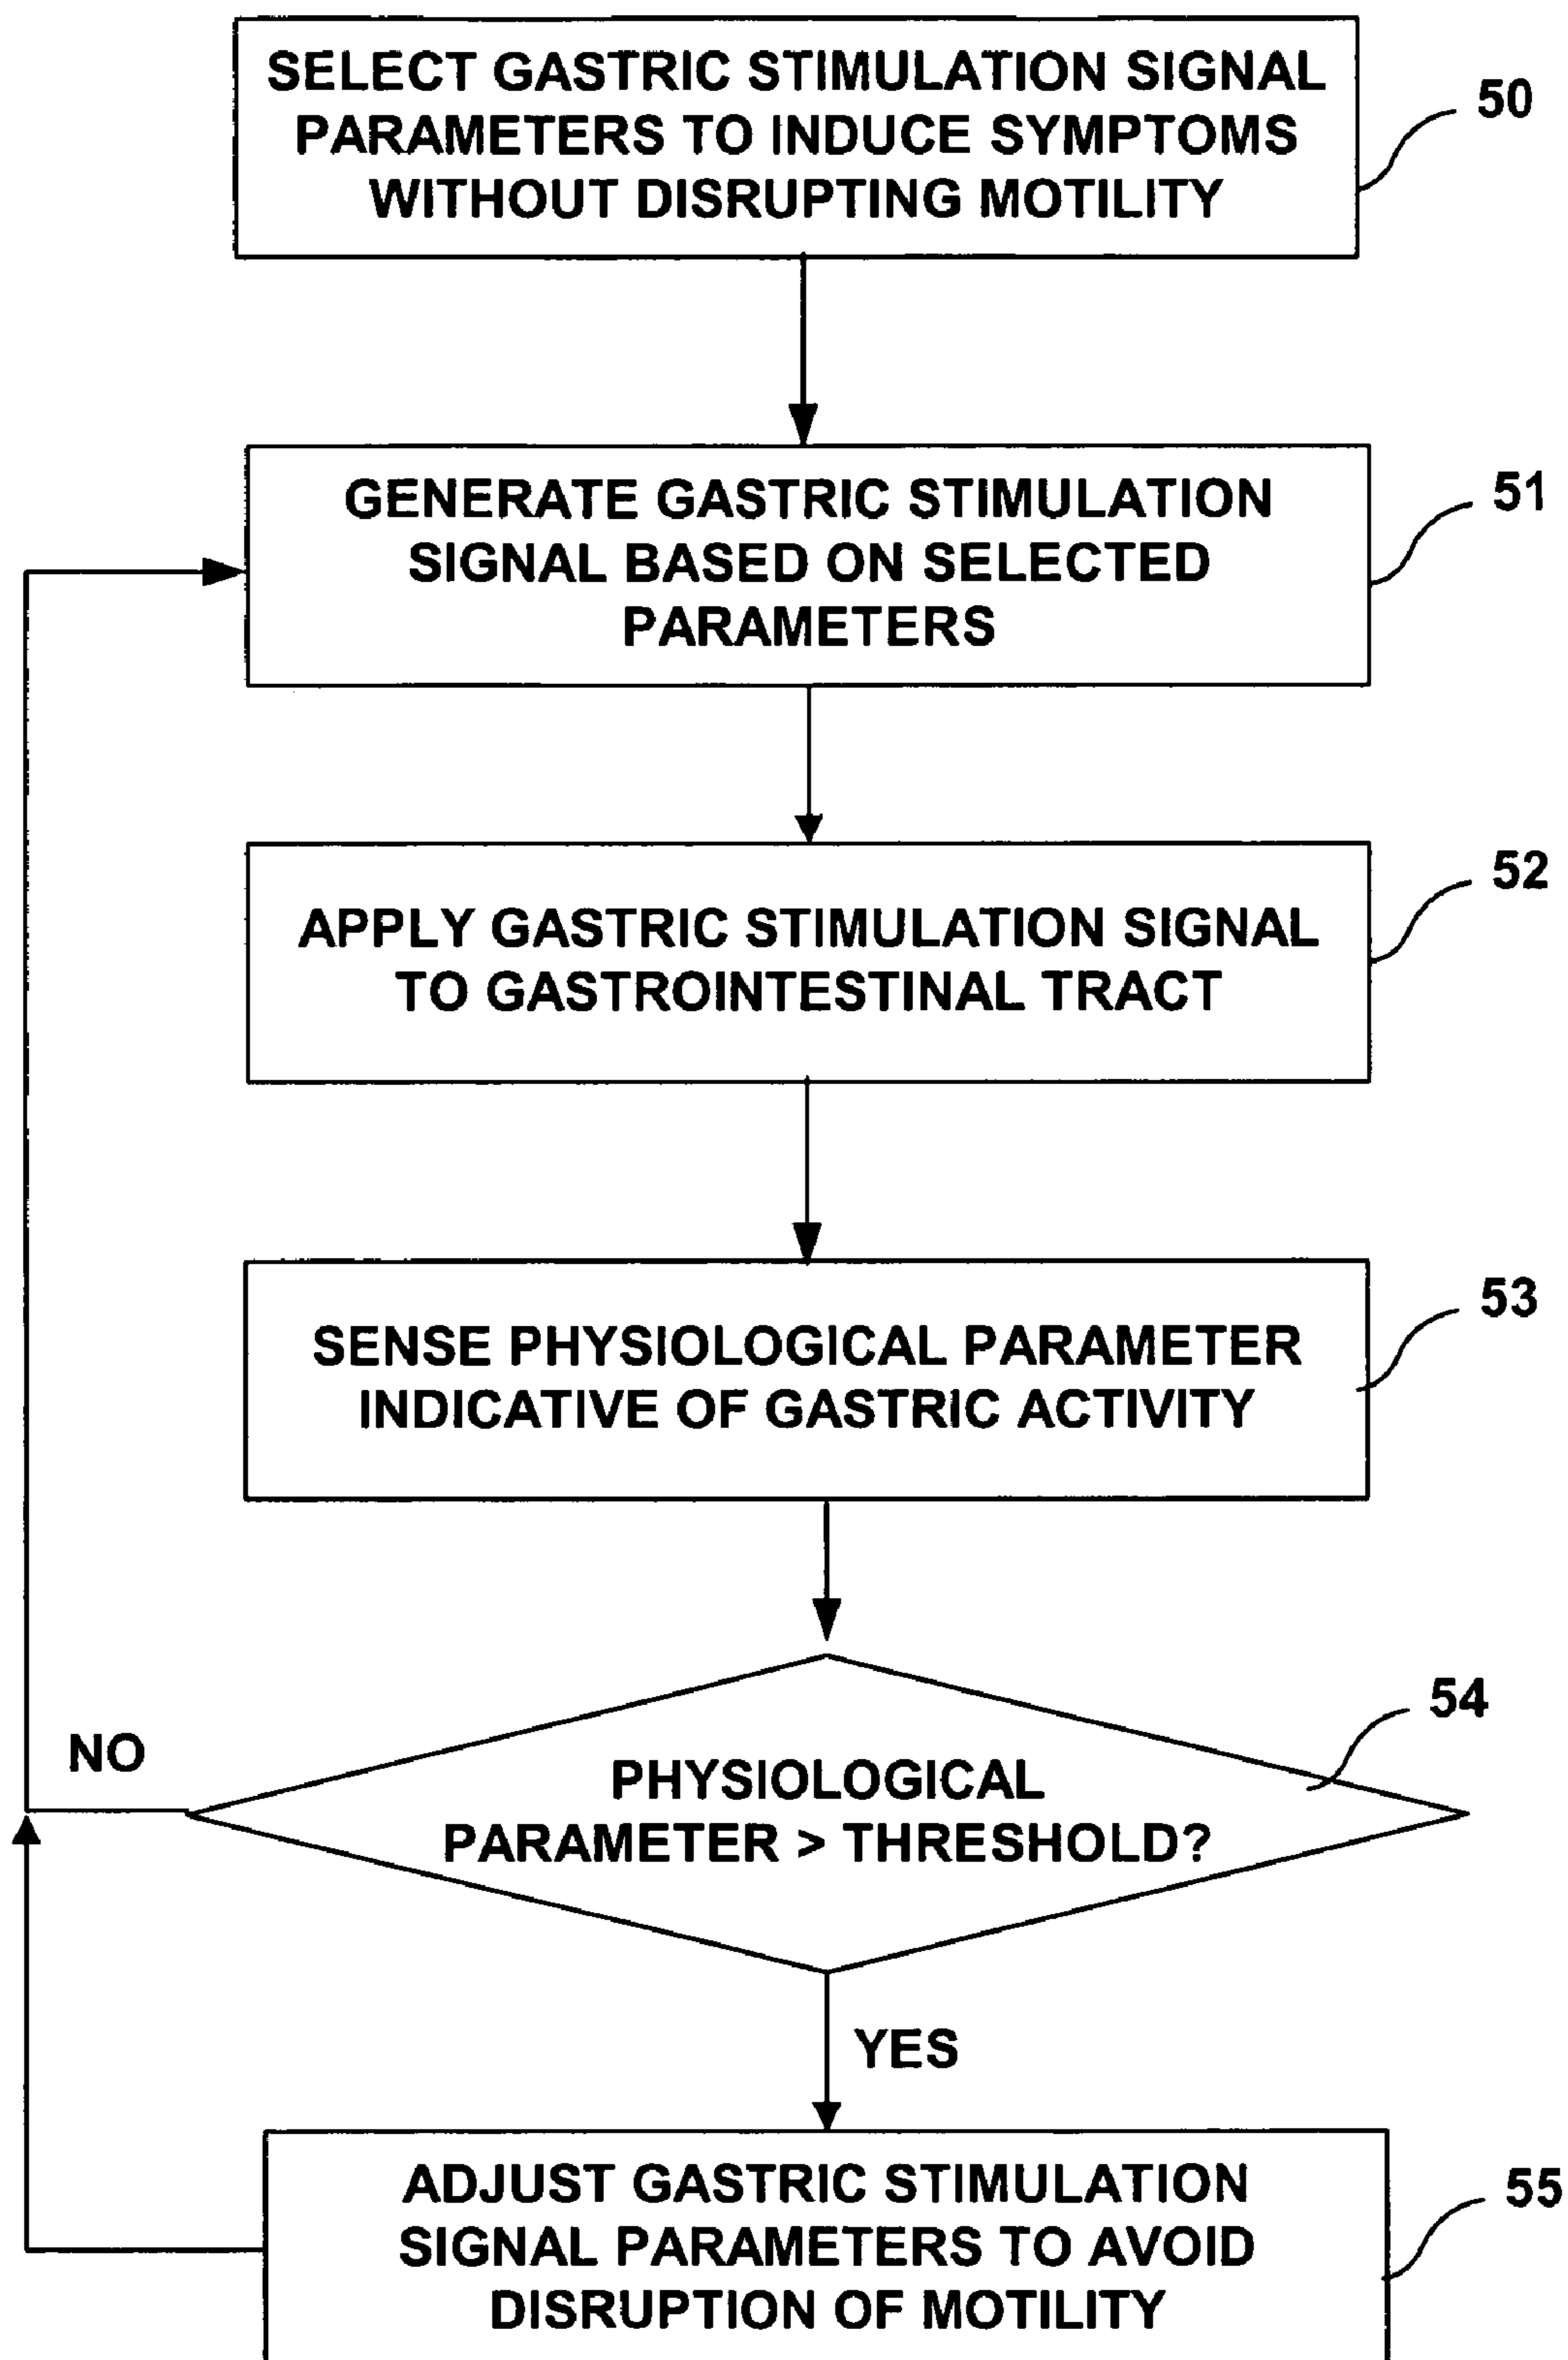 SELECT GASTRIC STIMULATION SIGNAL
PARAMETERS TO INDUCE SYMPTOMS
WITHOUT DISRUPTING MOTILITY
50
GENERATE GASTRIC STIMULATION
SIGNAL BASED ON SELECTED
PARAMETERS
51
APPLY GASTRIC STIMULATION SIGNAL
TO GASTROINTESTINAL TRACT
52
SENSE PHYSIOLOGICAL PARAMETER
INDICATIVE OF GASTRIC ACTIVITY
53
PHYSIOLOGICAL
PARAMETER > THRESHOLD?
54
NO
YES
ADJUST GASTRIC STIMULATION
SIGNAL PARAMETERS TO AVOID
DISRUPTION OF MOTILITY
55